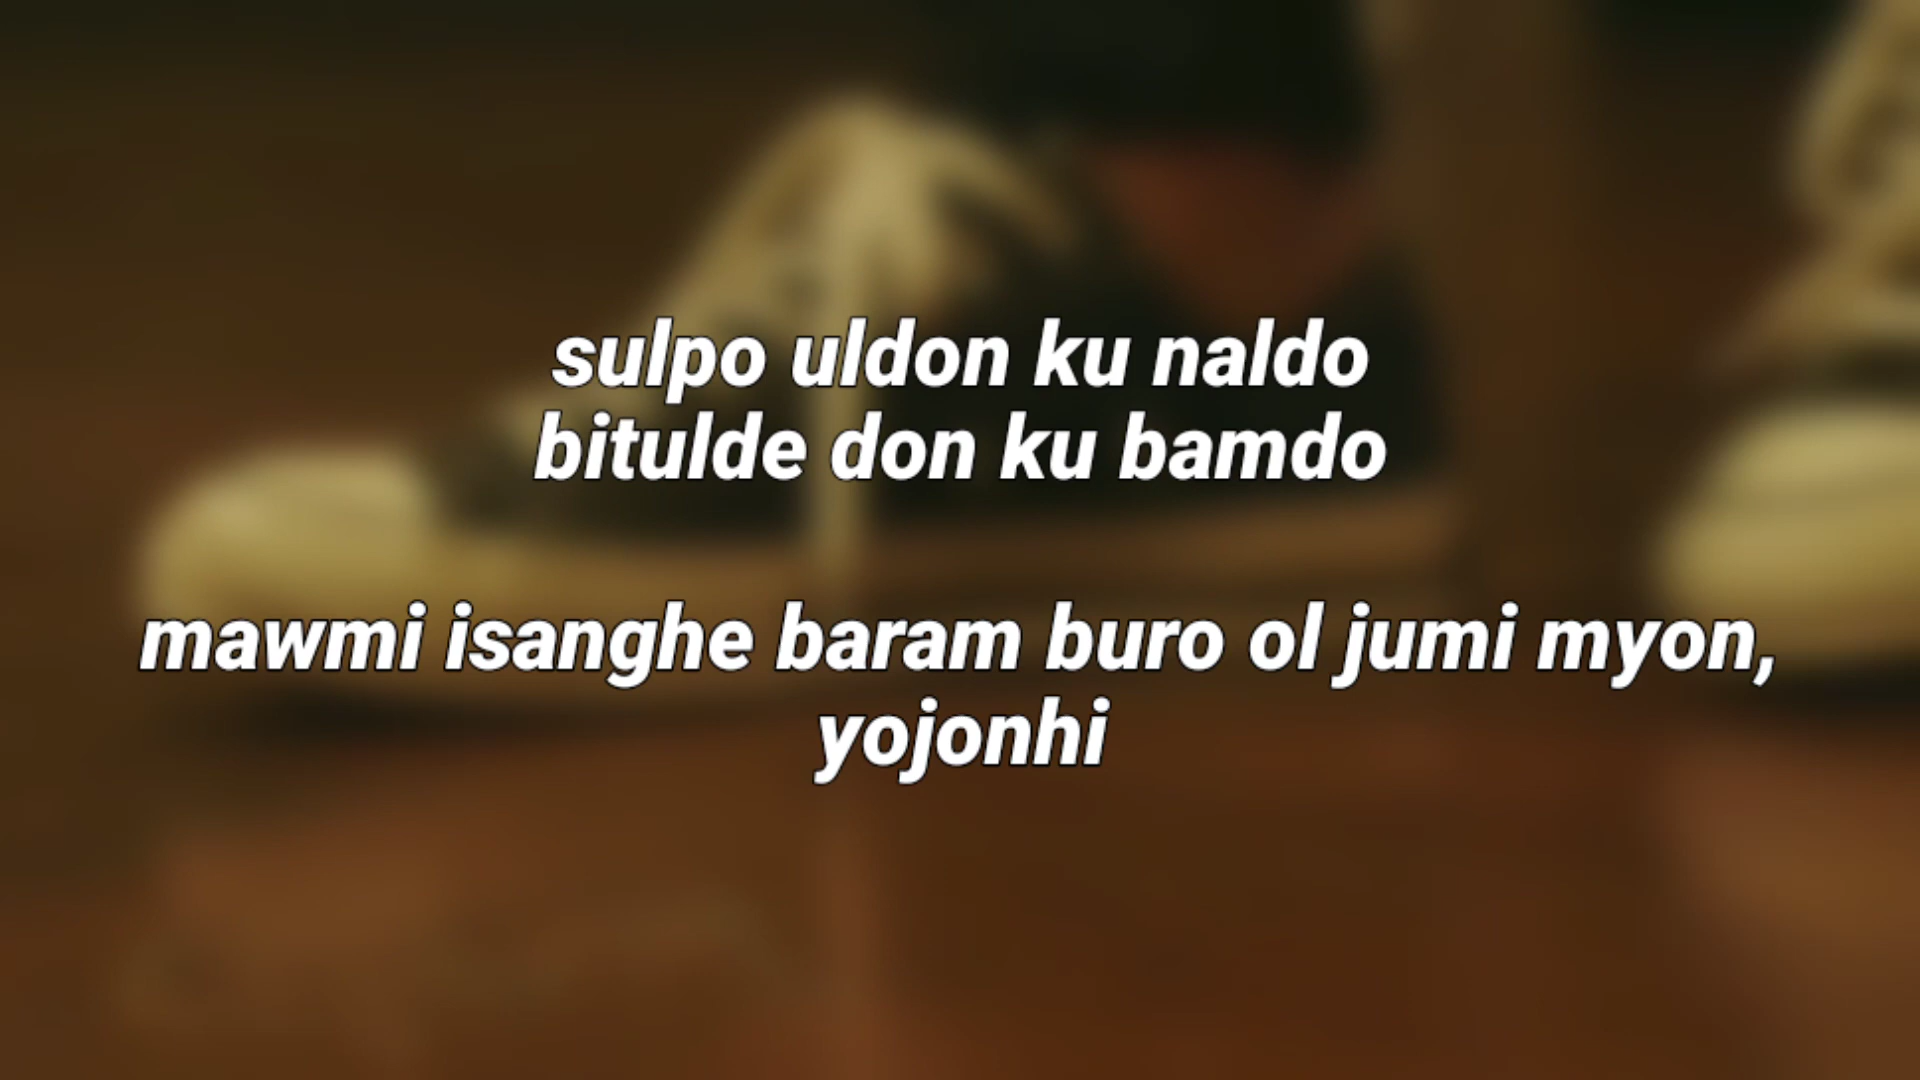 sulpo uldon ku naldo
bitulde don ku bamdo
mawmi isanghe baram buro ol jumi myon,
yojonhi